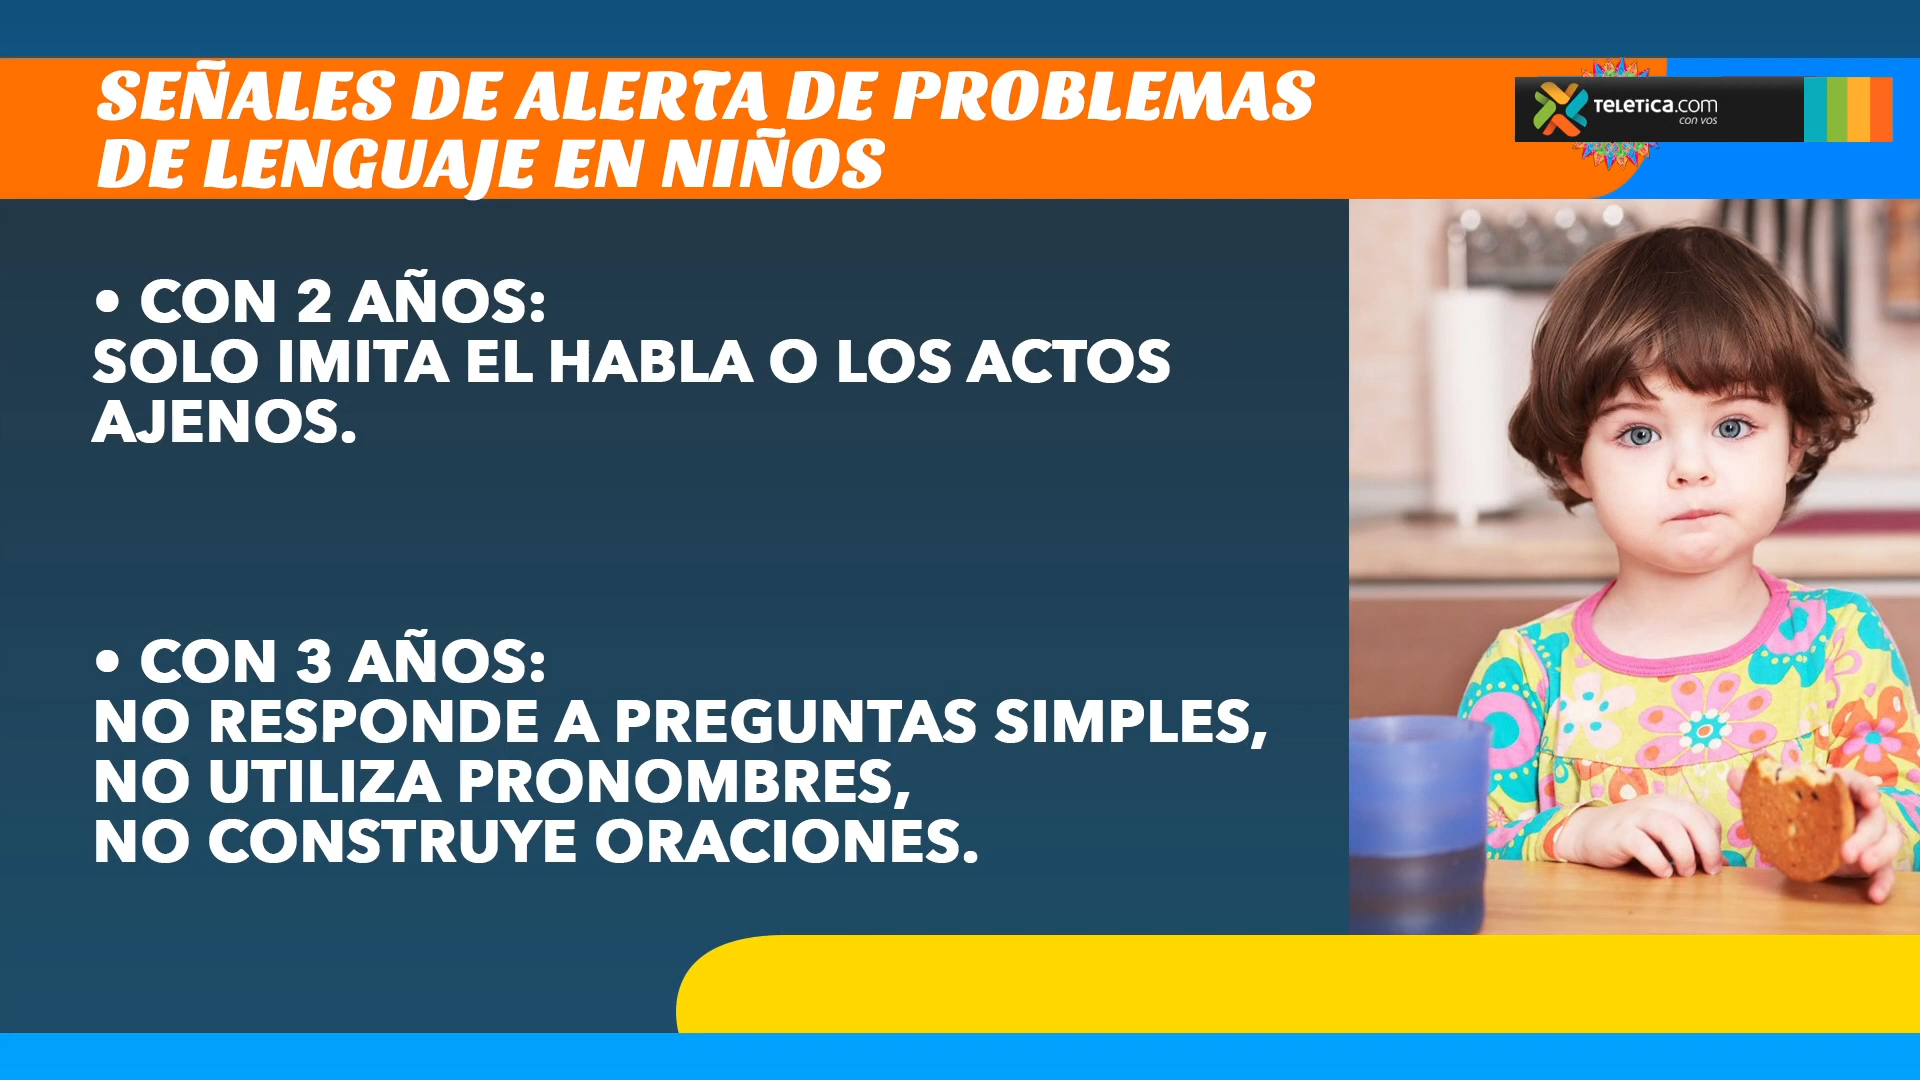 SEÑALES DE ALERTA DE PROBLEMAS
DE LENGUAJE EN NIÑOS
TELETICA.COM
con vos
• CON 2 AÑOS:
SOLO IMITA EL HABLA O LOS ACTOS
AJENOS.
• CON 3 AÑOS:
NO RESPONDE A PREGUNTAS SIMPLES,
NO UTILIZA PRONOMBRES,
NO CONSTRUYE ORACIONES.